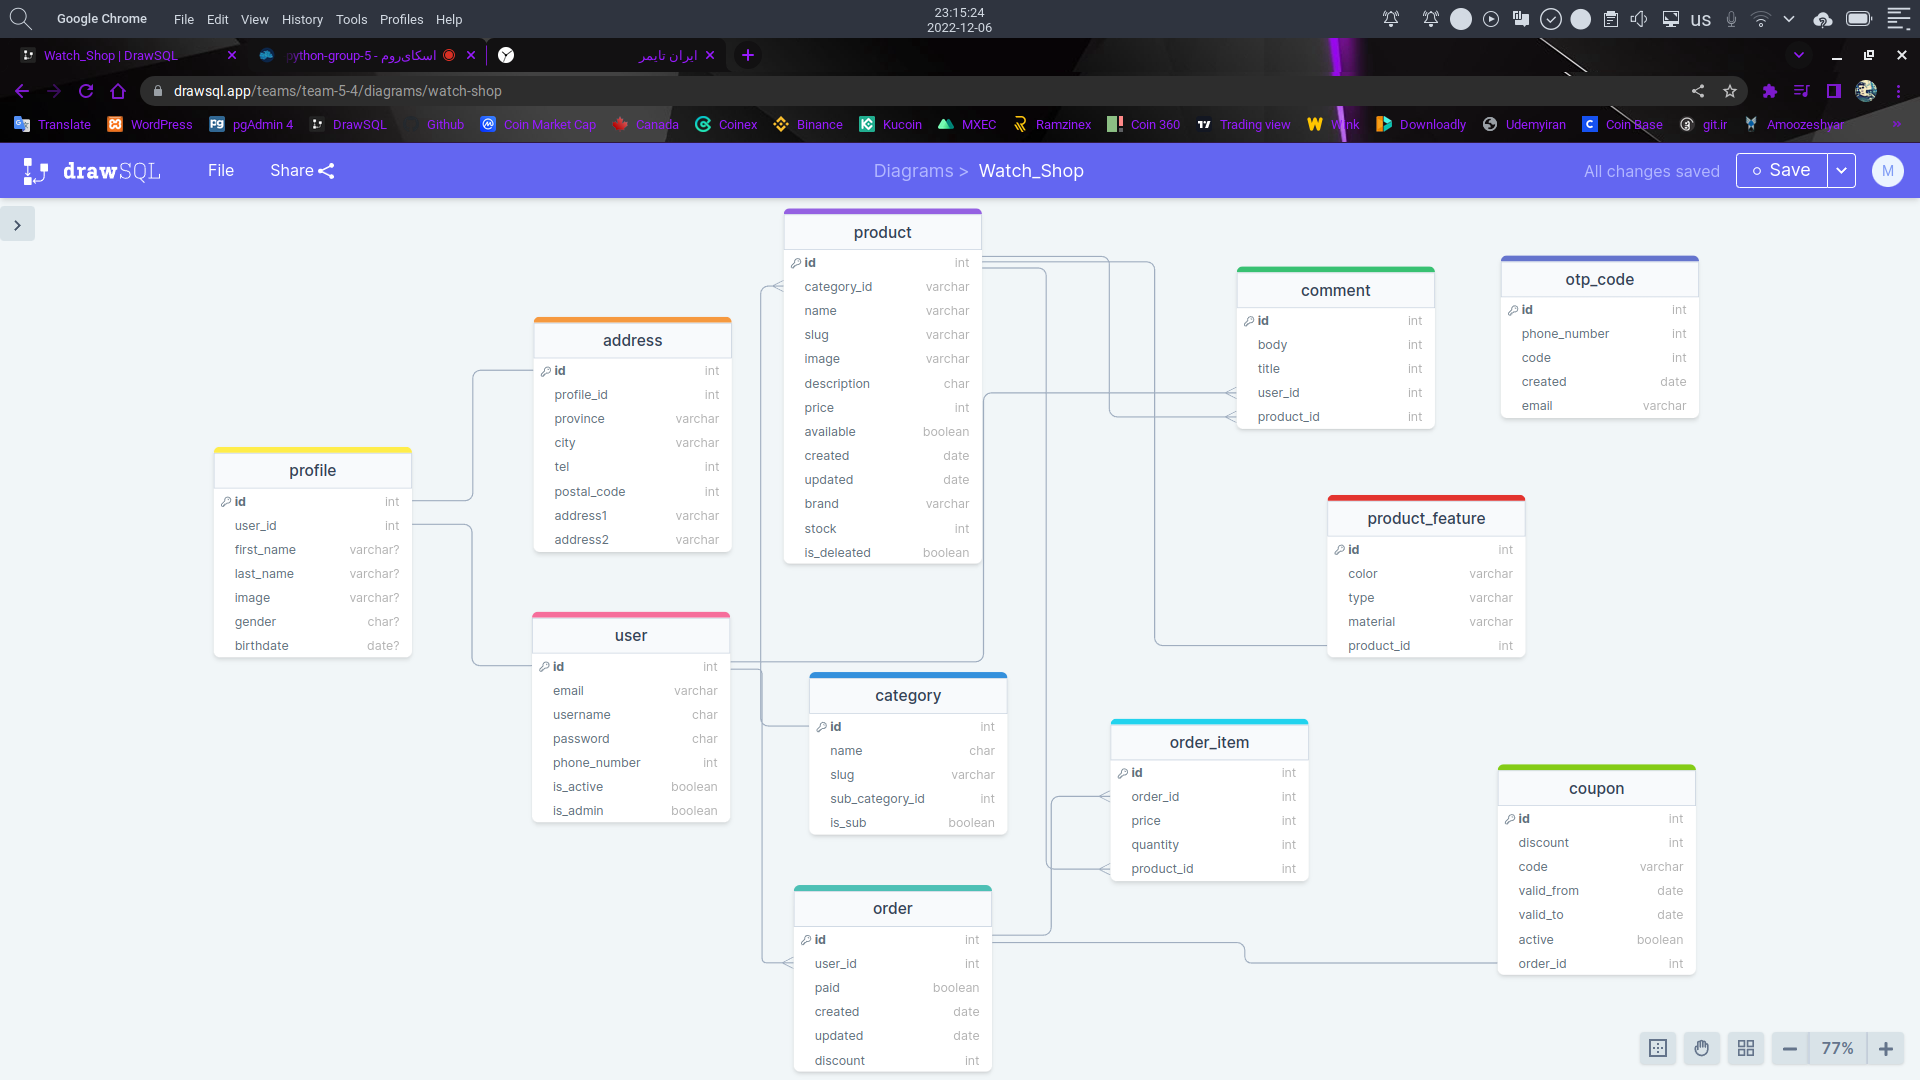 Google Chrome File Edit View History Tools Profiles Help
23:15:24
2022-12-06
us
Watch_Shop | DrawSQL
python-group-5 - اسکای‌روم
ایران تایمر
drawsql.app/teams/team-5-4/diagrams/watch-shop
Translate WordPress pgAdmin 4 DrawSQL Github Coin Market Cap Canada Coinex Binance Kucoin MXEC Ramzinex Coin 360 Trading view Wink Downloadly Udemyiran Coin Base git.ir Amoozeshyar
drawSQL File Share Diagrams > Watch_Shop All changes saved Save M
product
id int
category_id varchar
name varchar
slug varchar
image varchar
description char
price int
available boolean
created date
updated date
brand varchar
stock int
is_deleated boolean
comment
id int
body int
title int
user_id int
product_id int
otp_code
id int
phone_number int
code int
created date
email varchar
address
id int
profile_id int
province varchar
city varchar
tel int
postal_code int
address1 varchar
address2 varchar
profile
id int
user_id int
first_name varchar?
last_name varchar?
image varchar?
gender char?
birthdate date?
product_feature
id int
color varchar
type varchar
material varchar
product_id int
user
id int
email varchar
username char
password char
phone_number int
is_active boolean
is_admin boolean
category
id int
name char
slug varchar
sub_category_id int
is_sub boolean
order_item
id int
order_id int
price int
quantity int
product_id int
coupon
id int
discount int
code varchar
valid_from date
valid_to date
active boolean
order_id int
order
id int
user_id int
paid boolean
created date
updated date
discount int
77%